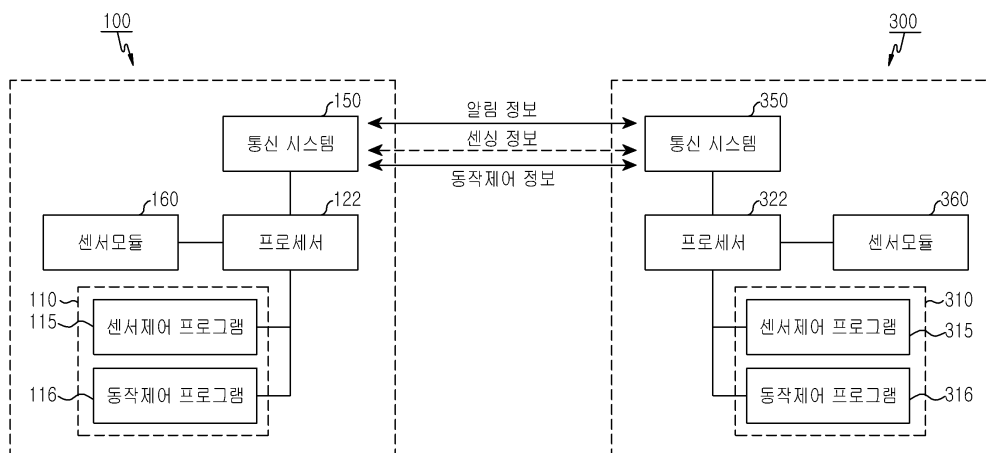 100
300
150
통신 시스템
알림 정보
센싱 정보
동작제어 정보
350
통신 시스템
160
센서모듈
122
프로세서
322
프로세서
360
센서모듈
110
115
센서제어 프로그램
116
동작제어 프로그램
310
센서제어 프로그램
315
동작제어 프로그램
316